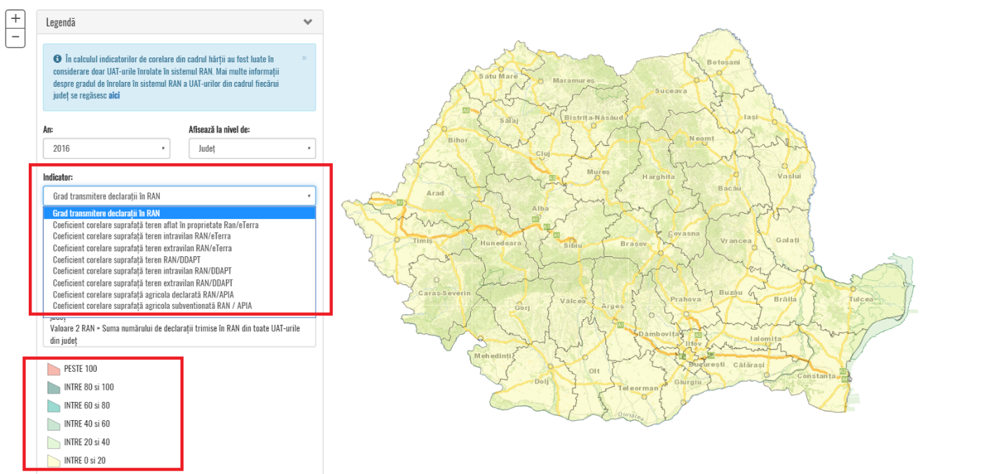 +
−
Legendă
În calculul indicatorilor de corelare din cadrul hărții au fost luate în
considerare doar UAT-urile înrolate în sistemul RAN. Mai multe informații
despre gradul de înrolare în sistemul RAN a UAT-urilor din cadrul fiecărui
județ se regăsesc aici
×
An:
Afisează la nivel de:
2016
Județ
Indicator:
Grad transmitere declarații în RAN
Grad transmitere declarații în RAN
Coeficient corelare suprafață teren aflat în proprietate Ran/eTerra
Coeficient corelare suprafață teren intravilan RAN/eTerra
Coeficient corelare suprafață teren extravilan RAN/eTerra
Coeficient corelare suprafață teren RAN/DDAPT
Coeficient corelare suprafață teren intravilan RAN/DDAPT
Coeficient corelare suprafață teren extravilan RAN/DDAPT
Coeficient corelare suprafață agricola declarată RAN/APIA
Coeficient corelare suprafață agricola subventionată RAN / APIA
județ
Valoare 2 RAN = Suma numărului de declarații trimise în RAN din toate UAT-urile
din județ
PESTE 100
INTRE 80 si 100
INTRE 60 si 80
INTRE 40 si 60
INTRE 20 si 40
INTRE 0 si 20
Botoșani
Satu Mare
Maramureș
Suceava
A3
Iași
Sălaj
Bistrița-Năsăud
Bihor
Neamț
Cluj
Mureș
Harghita
Vaslui
Bacău
Arad
A1
Alba
A1
Timiș
Hunedoara
Sibiu
Brașov
Covasna
Vrancea
Galați
Caraș-Severin
Gorj
Vâlcea
Argeș
Prahova
Buzău
Brăila
Tulcea
A1
Dâmbovița
A3
Ilfov
Ialomița
Mehedinți
Olt
București
Călărași
Constanța
Dolj
Teleorman
Giurgiu
Dunărea